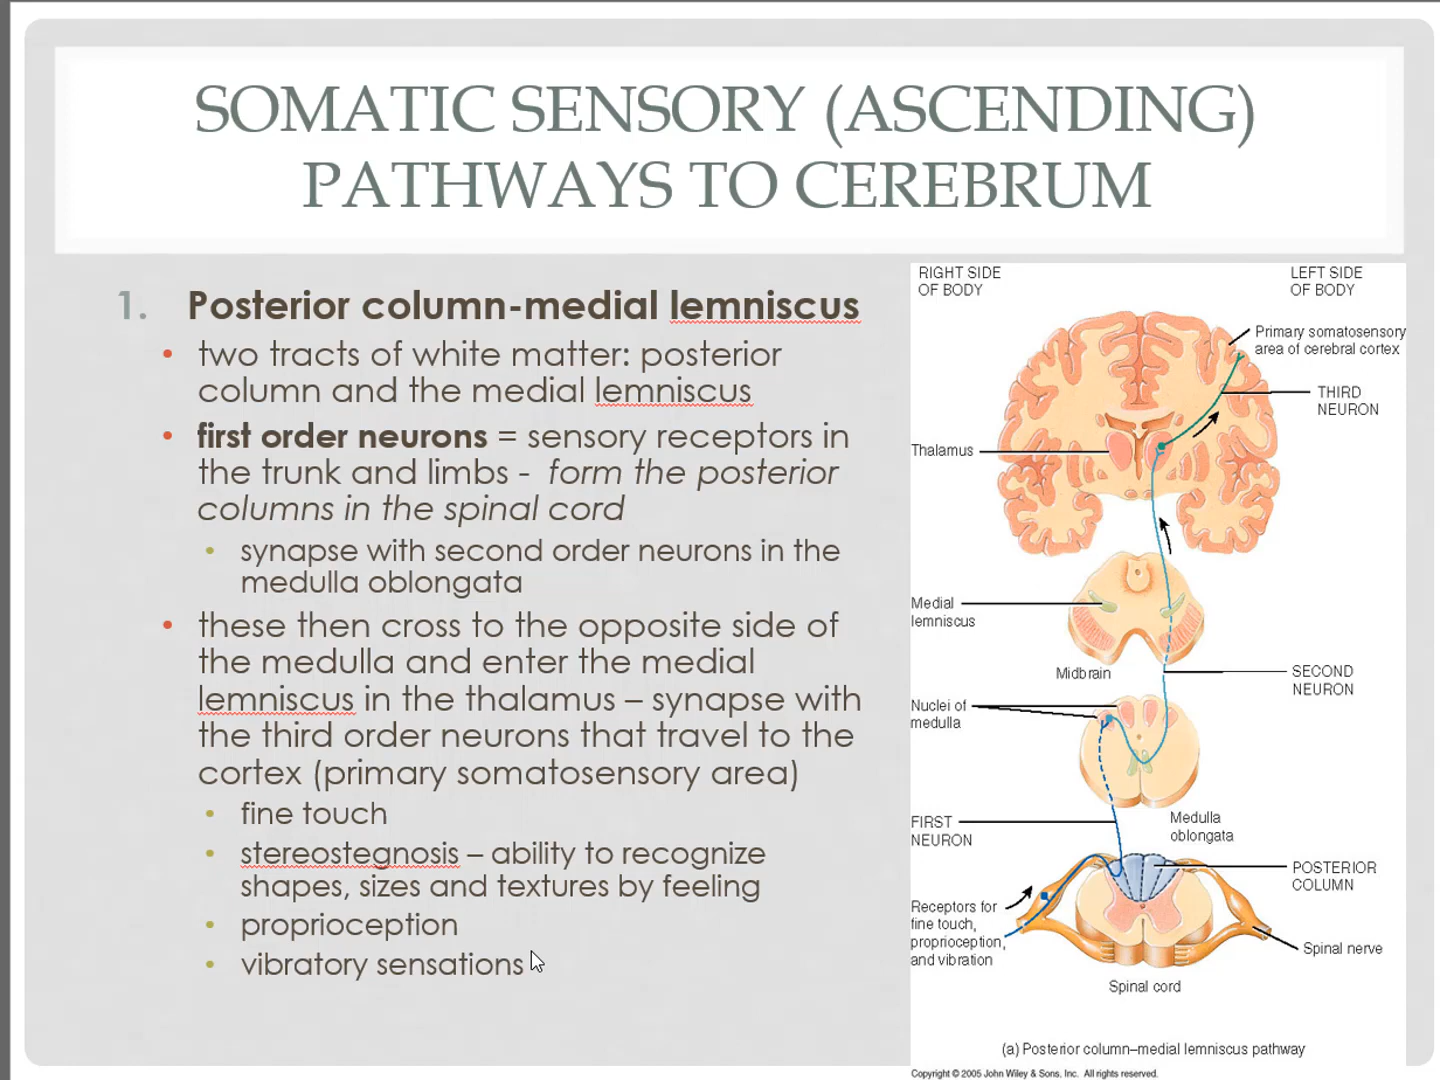 SOMATIC SENSORY (ASCENDING)
PATHWAYS TO CEREBRUM
1. Posterior column-medial lemniscus
• two tracts of white matter: posterior
column and the medial lemniscus
• first order neurons = sensory receptors in
the trunk and limbs - form the posterior
columns in the spinal cord
• synapse with second order neurons in the
medulla oblongata
• these then cross to the opposite side of
the medulla and enter the medial
lemniscus in the thalamus – synapse with
the third order neurons that travel to the
cortex (primary somatosensory area)
• fine touch
• stereostegnosis – ability to recognize
shapes, sizes and textures by feeling
• proprioception
• vibratory sensations
RIGHT SIDE
OF BODY
LEFT SIDE
OF BODY
Primary somatosensory
area of cerebral cortex
THIRD
NEURON
Thalamus
Medial
lemniscus
Midbrain
SECOND
NEURON
Nuclei of
medulla
FIRST
NEURON
Medulla
oblongata
POSTERIOR
COLUMN
Receptors for
fine touch,
proprioception,
and vibration
Spinal nerve
Spinal cord
(a) Posterior column–medial lemniscus pathway
Copyright © 2005 John Wiley & Sons, Inc. All rights reserved.